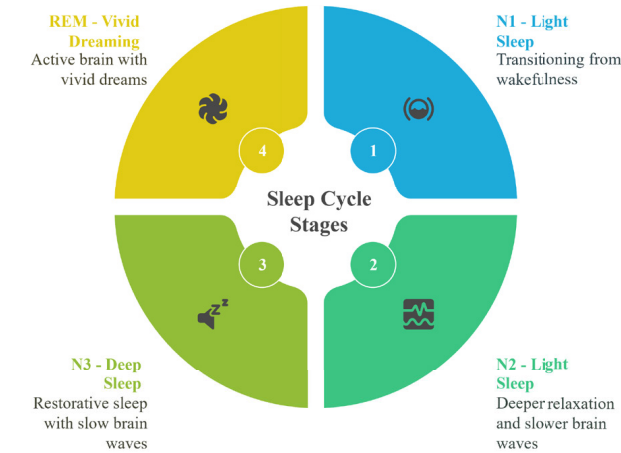 REM - Vivid
Dreaming
Active brain with
vivid dreams
N1 - Light
Sleep
Transitioning from
wakefulness
4
1
Sleep Cycle
Stages
3
2
z z
N3 - Deep
Sleep
Restorative sleep
with slow brain
waves
N2 - Light
Sleep
Deeper relaxation
and slower brain
waves